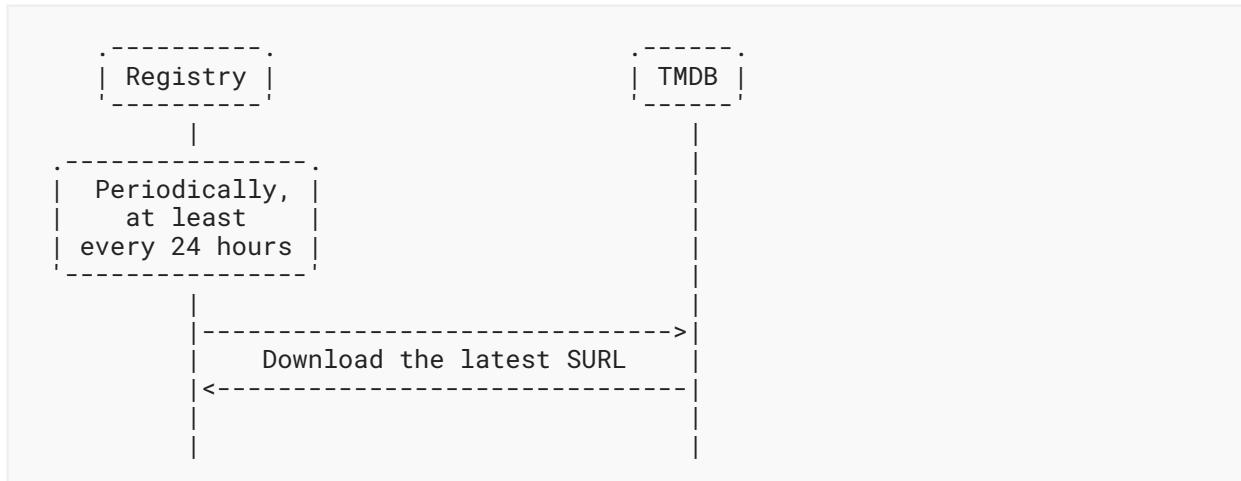 Registry TMDB
Periodically,
at least
every 24 hours
Download the latest SURL